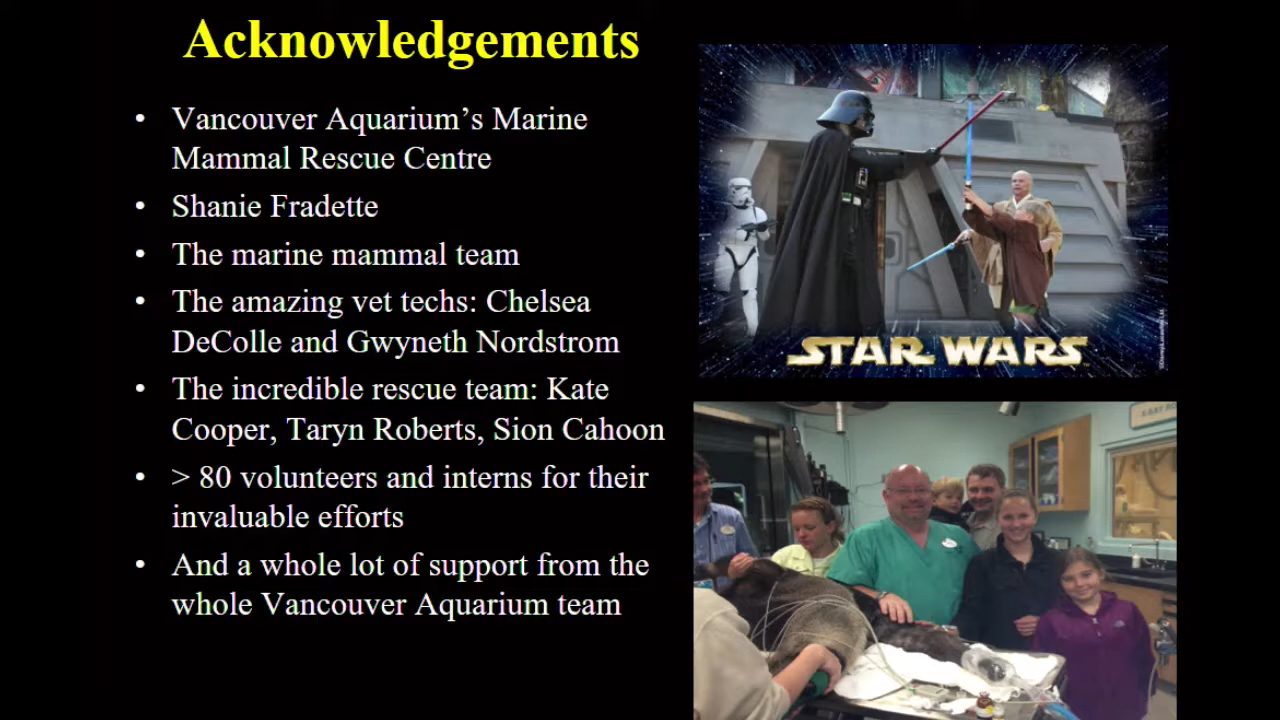 Acknowledgements
• Vancouver Aquarium's Marine
Mammal Rescue Centre
• Shanie Fradette
• The marine mammal team
• The amazing vet techs: Chelsea
DeColle and Gwyneth Nordstrom
• The incredible rescue team: Kate
Cooper, Taryn Roberts, Sion Cahoon
• > 80 volunteers and interns for their
invaluable efforts
• And a whole lot of support from the
whole Vancouver Aquarium team
STAR WARS